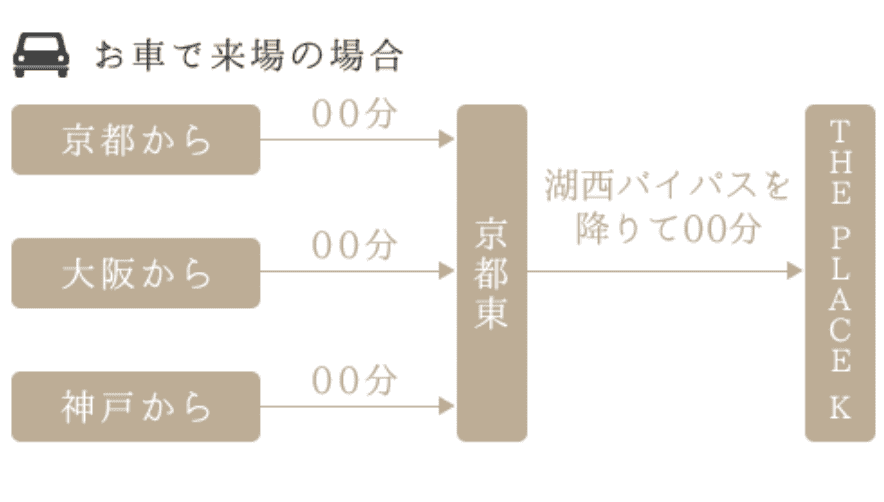 お車で来場の場合
京都から
00分
大阪から
00分
神戸から
00分
京都東
湖西バイパスを
降りて00分
THE PLACE K